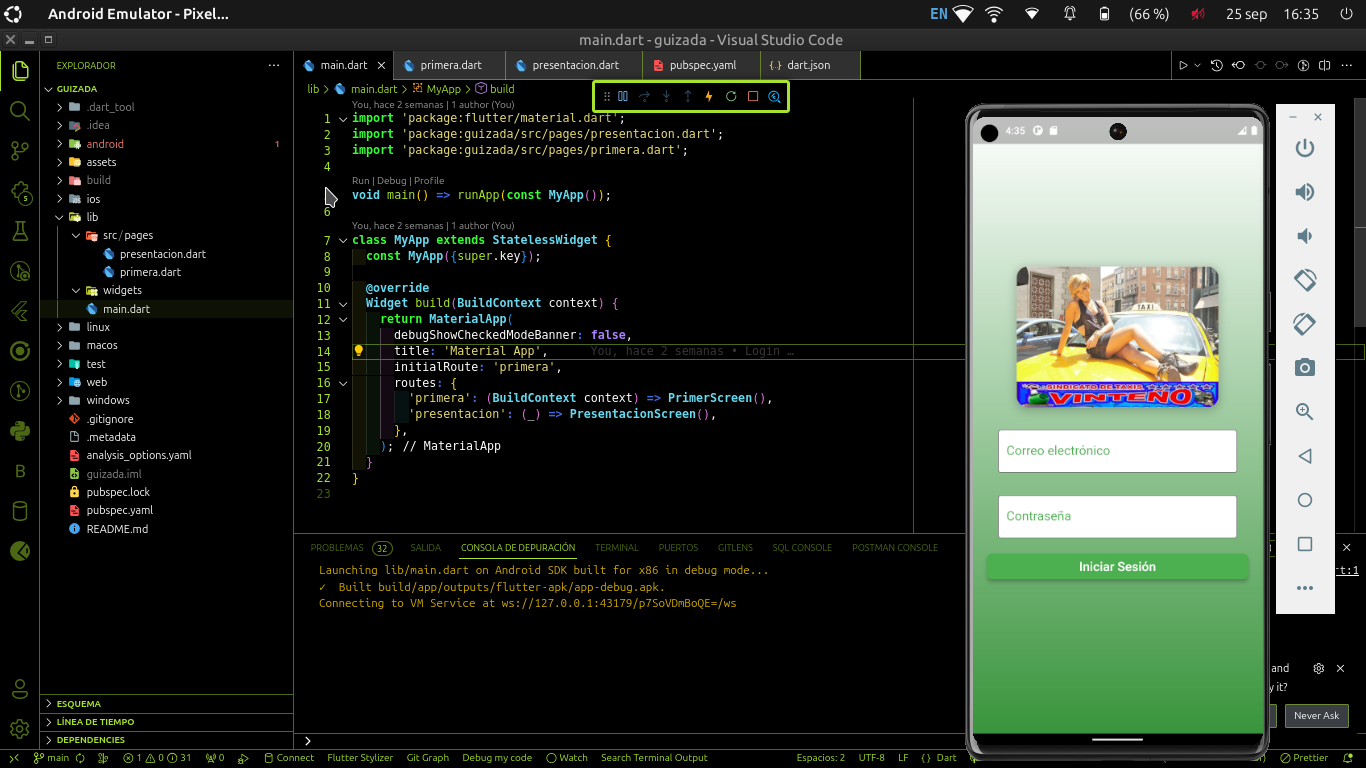 Android Emulator - Pixel...
EN
(66 %)
25 sep
16:35
main.dart - guizada - Visual Studio Code
EXPLORADOR
GUIZADA
.dart_tool
.idea
android 1
assets
build
ios
lib
src/pages
presentacion.dart
primera.dart
widgets
main.dart
linux
macos
test
web
windows
.gitignore
.metadata
analysis_options.yaml
guizada.iml
pubspec.lock
pubspec.yaml
README.md
ESQUEMA
LÍNEA DE TIEMPO
DEPENDENCIES
5
B
main.dart
primera.dart
presentacion.dart
pubspec.yaml
dart.json
lib > main.dart > MyApp > build
You, hace 2 semanas | 1 author (You)
1 import 'package:flutter/material.dart';
2 import 'package:guizada/src/pages/presentacion.dart';
3 import 'package:guizada/src/pages/primera.dart';
4
Run | Debug | Profile
void main() => runApp(const MyApp());
6
You, hace 2 semanas | 1 author (You)
7 class MyApp extends StatelessWidget {
8 const MyApp({super.key});
9
10 @override
11 Widget build(BuildContext context) {
12 return MaterialApp(
13 debugShowCheckedModeBanner: false,
14 title: 'Material App', You, hace 2 semanas • Login …
15 initialRoute: 'primera',
16 routes: {
17 'primera': (BuildContext context) => PrimerScreen(),
18 'presentacion': (_) => PresentacionScreen(),
19 },
20 ); // MaterialApp
21 }
22 }
23
PROBLEMAS 32 SALIDA CONSOLA DE DEPURACIÓN TERMINAL PUERTOS GITLENS SQL CONSOLE POSTMAN CONSOLE
Launching lib/main.dart on Android SDK built for x86 in debug mode...
✓ Built build/app/outputs/flutter-apk/app-debug.apk.
Connecting to VM Service at ws://127.0.0.1:43179/p7SoVDmBoQE=/ws
4:35
TAXI
SINDICATO DE TAXIS
VINTEÑO
Correo electrónico
Contraseña
Iniciar Sesión
rt:1
and
y it?
Never Ask
main 1 0 31 0 Connect Flutter Stylizer Git Graph Debug my code Watch Search Terminal Output Espacios: 2 UTF-8 LF { } Dart Prettier